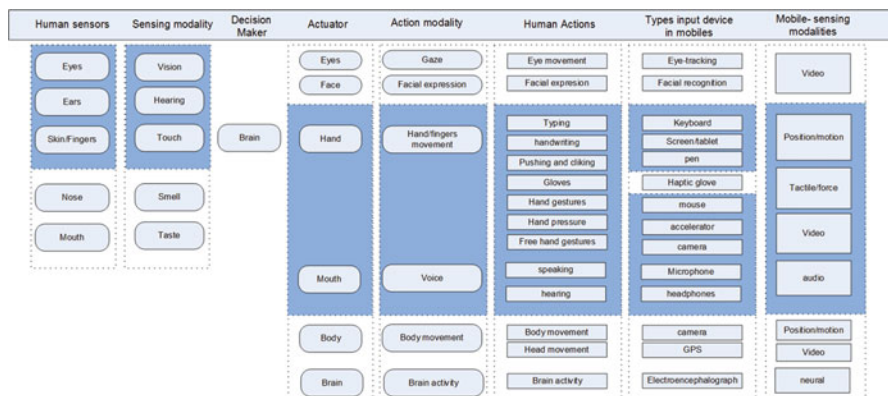 Human sensors
Sensing modality
Decision
Maker
Actuator
Action modality
Human Actions
Types input device
in mobiles
Mobile- sensing
modalities
Eyes
Ears
Skin/Fingers
Nose
Mouth
Vision
Hearing
Touch
Smell
Taste
Brain
Eyes
Face
Hand
Mouth
Body
Brain
Gaze
Facial expression
Hand/fingers
movement
Voice
Body movement
Brain activity
Eye movement
Facial expresion
Typing
handwriting
Pushing and cliking
Gloves
Hand gestures
Hand pressure
Free hand gestures
speaking
hearing
Body movement
Head movement
Brain activity
Eye-tracking
Facial recognition
Keyboard
Screen/tablet
pen
Haptic glove
mouse
accelerator
camera
Microphone
headphones
camera
GPS
Electroencephalograph
Video
Position/motion
Tactile/force
Video
audio
Position/motion
Video
neural